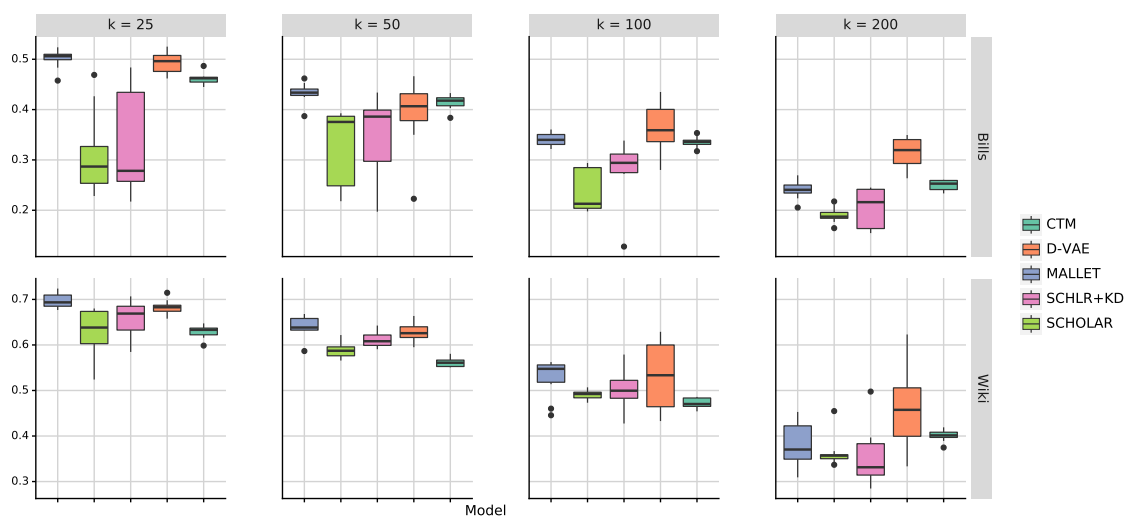 k = 25
k = 50
k = 100
k = 200
0.5
0.4
0.3
0.2
Bills
0.7
0.6
0.5
0.4
0.3
Wiki
Model
CTM
D-VAE
MALLET
SCHLR+KD
SCHOLAR